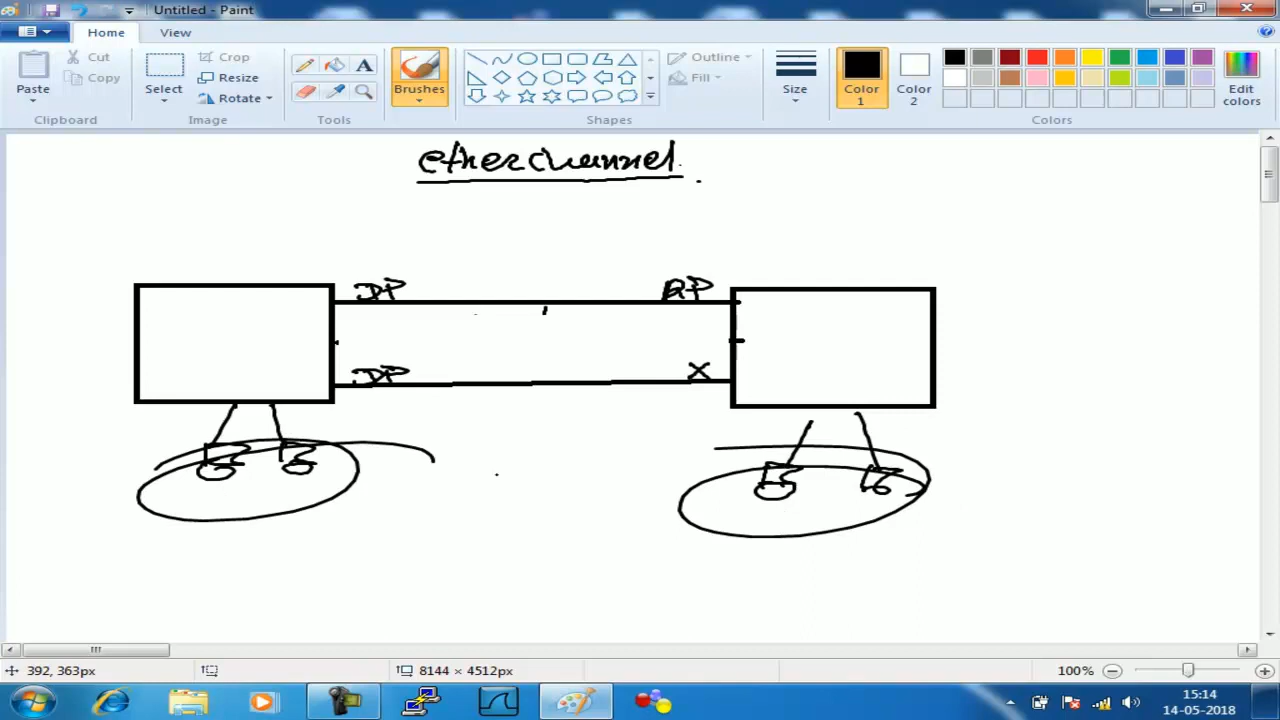 Untitled - Paint
Home View
Cut
Copy
Paste
Clipboard
Select
Crop
Resize
Rotate
Image
Tools
Brushes
Shapes
Outline
Fill
Size
Color 1
Color 2
Edit colors
Colors
etherchannel.
DP RP
DP X
392, 363px
8144 × 4512px
100%
15:14
14-05-2018